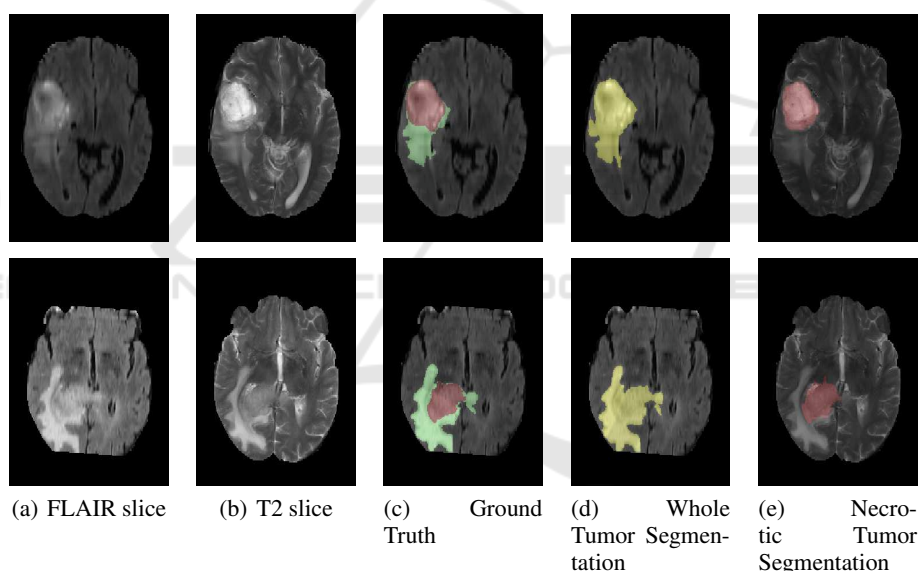 (a) FLAIR slice
(b) T2 slice
(c) Ground
Truth
(d) Whole
Tumor Segmen-
tation
(e) Necro-
tic Tumor
Segmentation